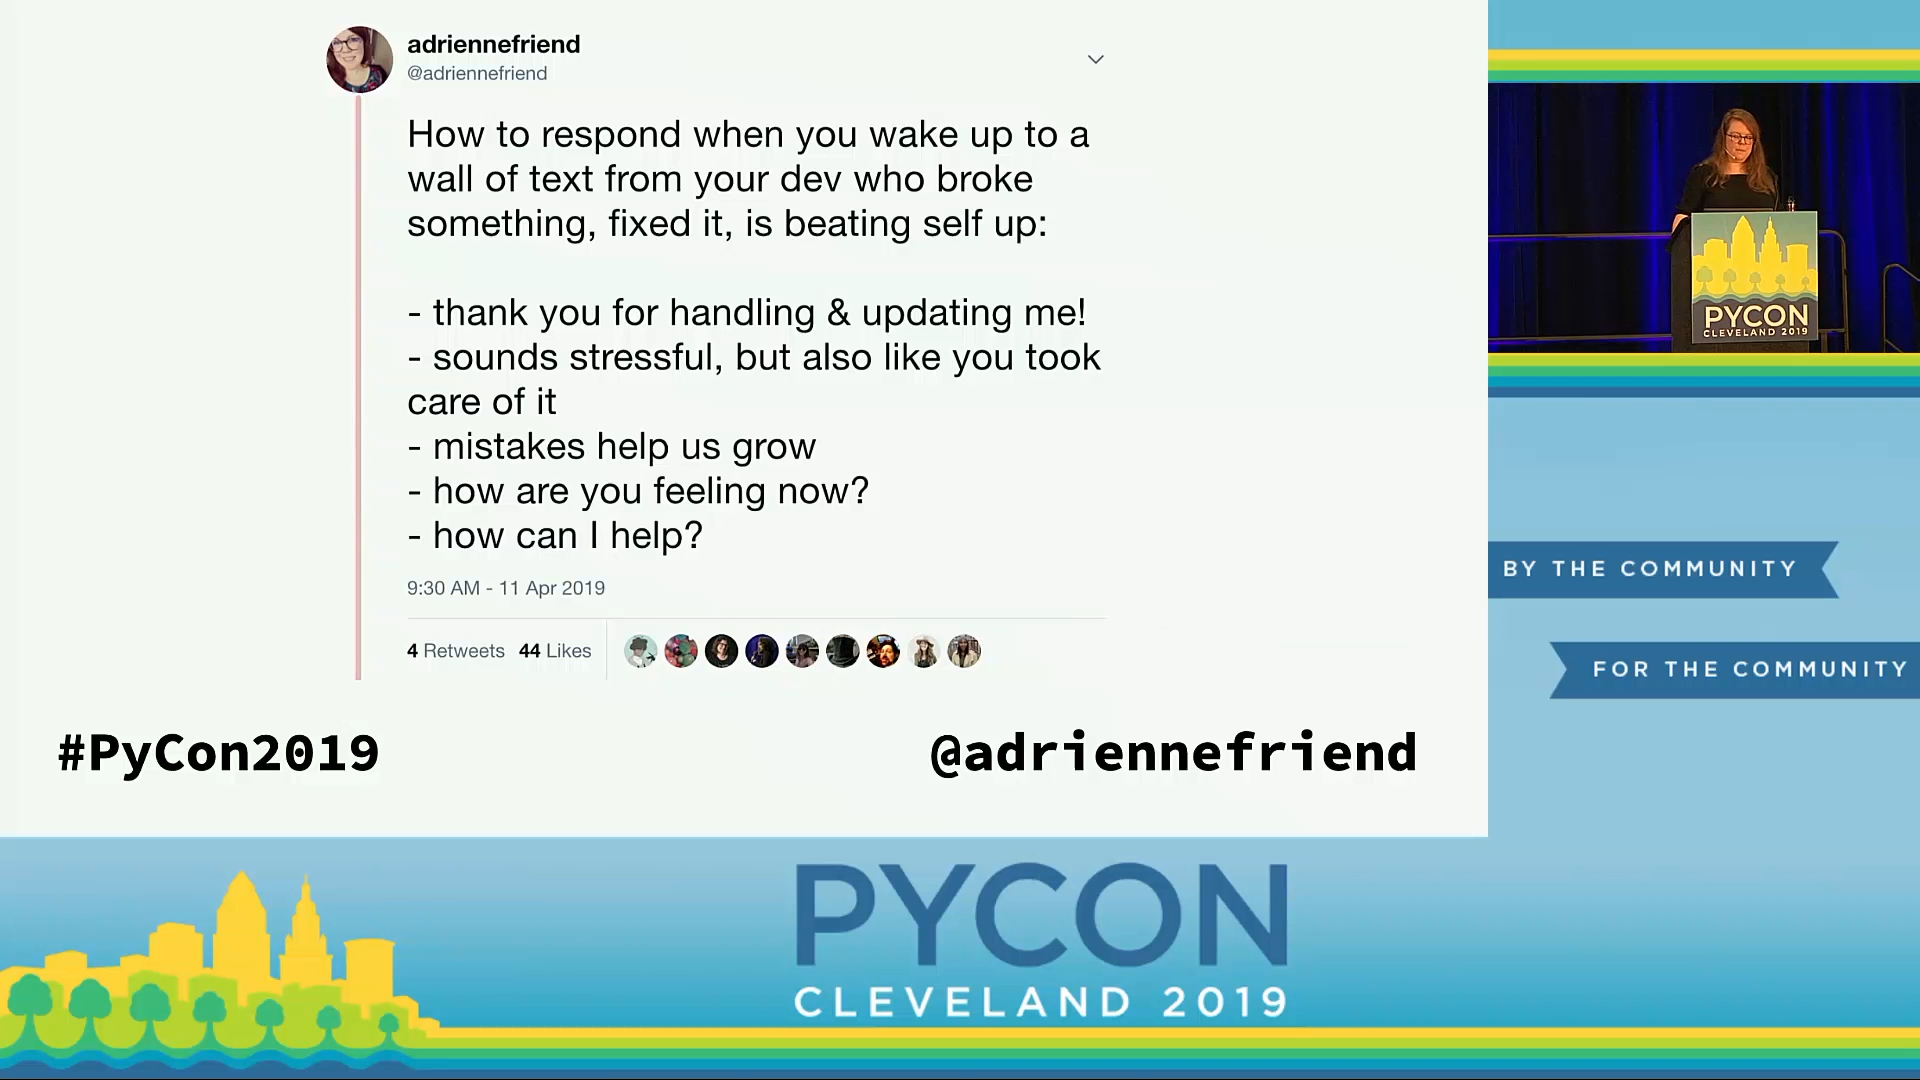 adriennefriend
@adriennefriend
How to respond when you wake up to a
wall of text from your dev who broke
something, fixed it, is beating self up:
- thank you for handling & updating me!
- sounds stressful, but also like you took
care of it
- mistakes help us grow
- how are you feeling now?
- how can I help?
9:30 AM - 11 Apr 2019
4 Retweets 44 Likes
#PyCon2019 @adriennefriend
PYCON
CLEVELAND 2019
BY THE COMMUNITY
FOR THE COMMUNITY
PYCON
CLEVELAND 2019